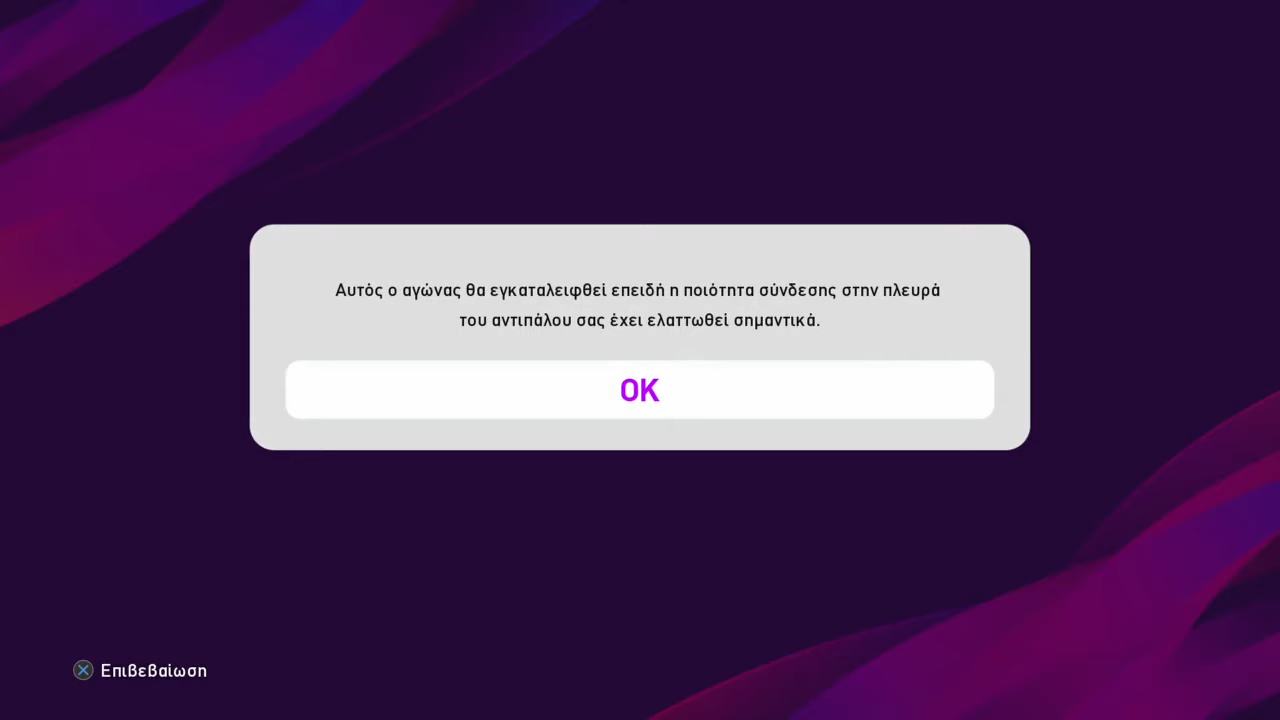 Αυτός ο αγώνας θα εγκαταλειφθεί επειδή η ποιότητα σύνδεσης στην πλευρά
του αντιπάλου σας έχει ελαττωθεί σημαντικά.
OK
Επιβεβαίωση